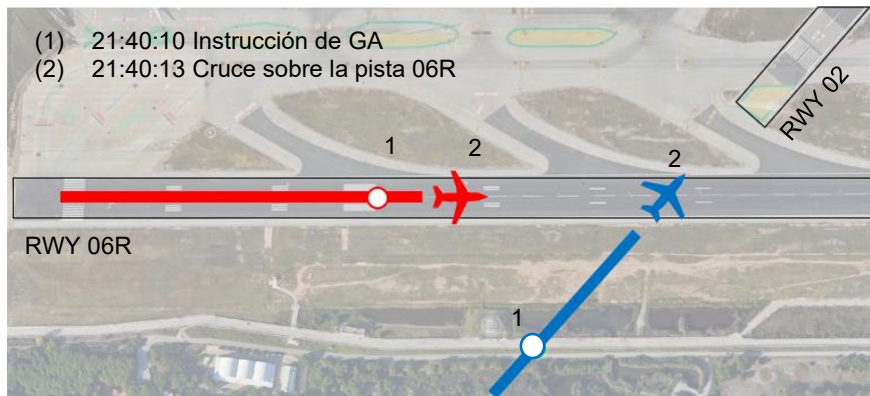 (1) 21:40:10 Instrucción de GA
(2) 21:40:13 Cruce sobre la pista 06R
RWY 02
1
2
2
RWY 06R
1